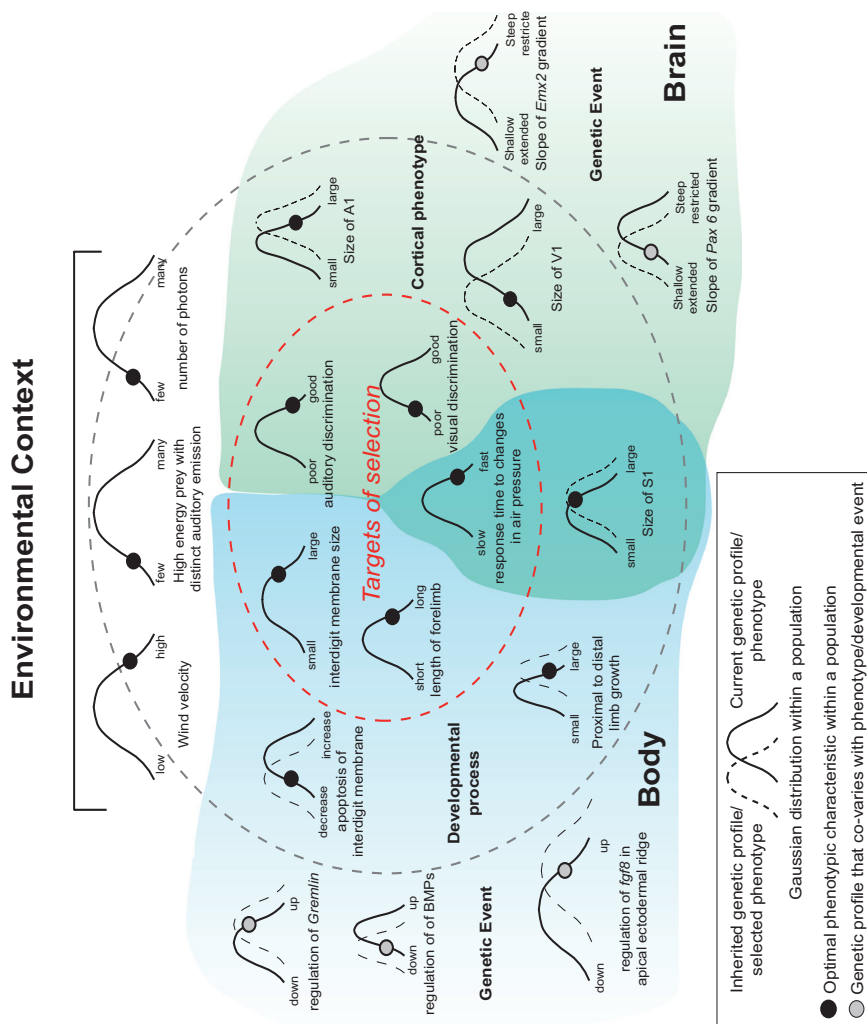 Environmental Context
low
high
Wind velocity
few
many
High energy prey with
distinct auditory emission
few
many
number of photons
down
up
regulation of Gremlin
down
up
regulation of of BMPs
Genetic Event
down
up
regulation of fgf8 in
apical ectodermal ridge
decrease
increase
apoptosis of
interdigit membrane
Developmental
process
small
large
Proximal to distal
limb growth
Body
small
large
interdigit membrane size
short
long
length of forelimb
Targets of selection
poor
good
auditory discrimination
poor
good
visual discrimination
slow
fast
response time to changes
in air pressure
small
large
Size of S1
small
large
Size of A1
Cortical phenotype
small
large
Size of V1
Shallow
extended
Steep
restricte
Slope of Emx2 gradient
Genetic Event
Shallow
extended
Steep
restricted
Slope of Pax 6 gradient
Brain
Inherited genetic profile/
selected phenotype
Current genetic profile/
phenotype
Gaussian distribution within a population
Optimal phenotypic characteristic within a population
Genetic profile that co-varies with phenotype/developmental event